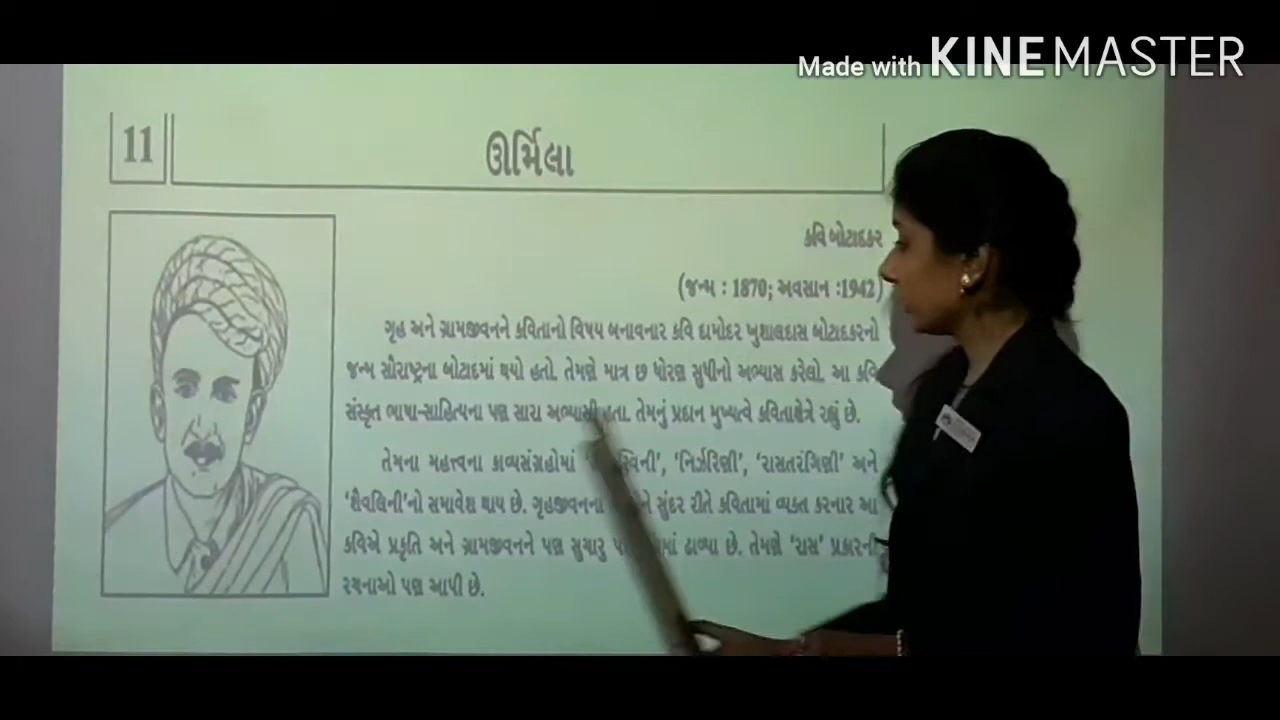 Made with KINEMASTER
11
ઊર્મિલા
કવિ બોટાદકર
(જન્મ : 1870; અવસાન :1942)
ગૃહ અને ગ્રામજીવનને કવિતાનો વિષય બનાવનાર કવિ દામોદર ખુશાલદાસ બોટાદકરનો
જન્મ સૌરાષ્ટ્રના બોટાદમાં થયો હતો. તેમણે માત્ર છ ધોરણ સુધીનો અભ્યાસ કરેલો. આ કવિ
સંસ્કૃત ભાષા-સાહિત્યના પણ સારા અભ્યાસી હતા. તેમનું પ્રદાન મુખ્યત્વે કવિતાક્ષેત્રે રહ્યું છે.
તેમના મહત્ત્વના કાવ્યસંગ્રહોમાં 'નિર્ઝરિણી', 'રાસતરંગિણી' અને
'શૈવલિની'નો સમાવેશ થાય છે. ગૃહજીવનના સુંદર રીતે કવિતામાં વ્યક્ત કરનાર આ
કવિએ પ્રકૃતિ અને ગ્રામજીવનને પણ સુચારુ ઢાળ્યા છે. તેમણે 'રાસ' પ્રકારની
રચનાઓ પણ આપી છે.